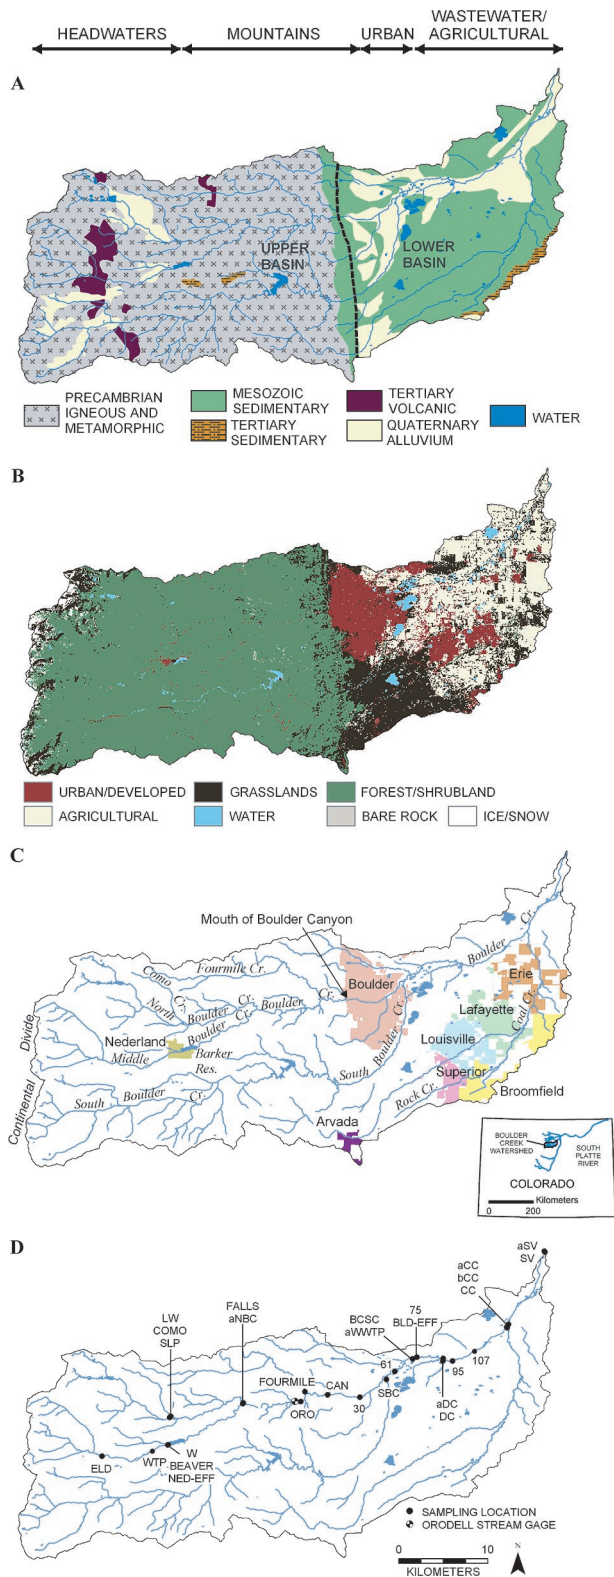 HEADWATERS
MOUNTAINS
URBAN
WASTEWATER/
AGRICULTURAL
A
UPPER
BASIN
LOWER
BASIN
PRECAMBRIAN
IGNEOUS AND
METAMORPHIC
MESOZOIC
SEDIMENTARY
TERTIARY
SEDIMENTARY
TERTIARY
VOLCANIC
QUATERNARY
ALLUVIUM
WATER
B
URBAN/DEVELOPED
GRASSLANDS
FOREST/SHRUBLAND
AGRICULTURAL
WATER
BARE ROCK
ICE/SNOW
C
Mouth of Boulder Canyon
Boulder Cr.
Como Cr.
Fourmile Cr.
North Boulder Cr.
Boulder Cr.
Boulder Cr.
Boulder
Erie
Lafayette
Coal Cr.
Louisville
Superior
Broomfield
Nederland
Middle
Barker
Res.
South Boulder Cr.
South Boulder Cr.
Rock Cr.
Continental Divide
Arvada
BOULDER
CREEK
WATERSHED
SOUTH
PLATTE
RIVER
COLORADO
Kilometers
0 200
D
aSV
SV
aCC
bCC
CC
75
BLD-EFF
BCSC
aWWTP
FALLS
aNBC
LW
COMO
SLP
FOURMILE
CAN
61
107
95
ORO
30
SBC
aDC
DC
ELD
WTP
W
BEAVER
NED-EFF
SAMPLING LOCATION
ORODELL STREAM GAGE
0 10
KILOMETERS
N